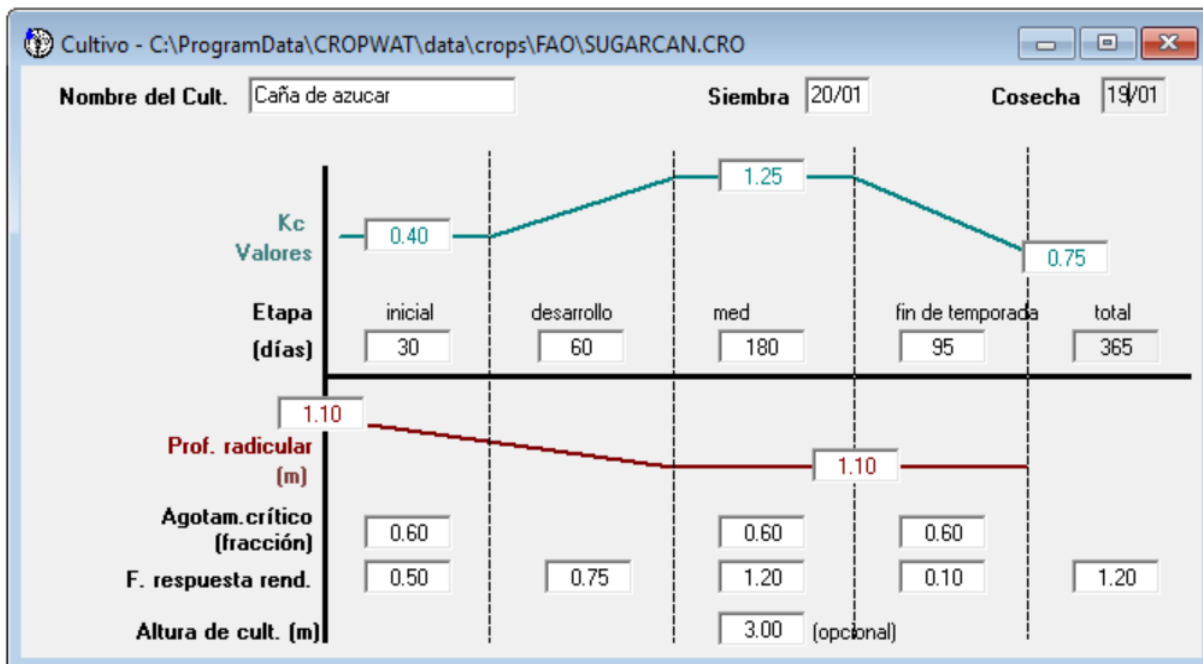 Cultivo - C:\ProgramData\CROPWAT\data\crops\FAO\SUGARCAN.CRO
Nombre del Cult. Caña de azucar Siembra 20/01 Cosecha 19/01
1.25
Kc 0.40
Valores 0.75
Etapa inicial desarrollo med fin de temporada total
(días) 30 60 180 95 365
1.10
Prof. radicular 1.10
(m)
Agotam.crítico 0.60 0.60 0.60
(fracción)
F. respuesta rend. 0.50 0.75 1.20 0.10 1.20
Altura de cult. (m) 3.00 (opcional)